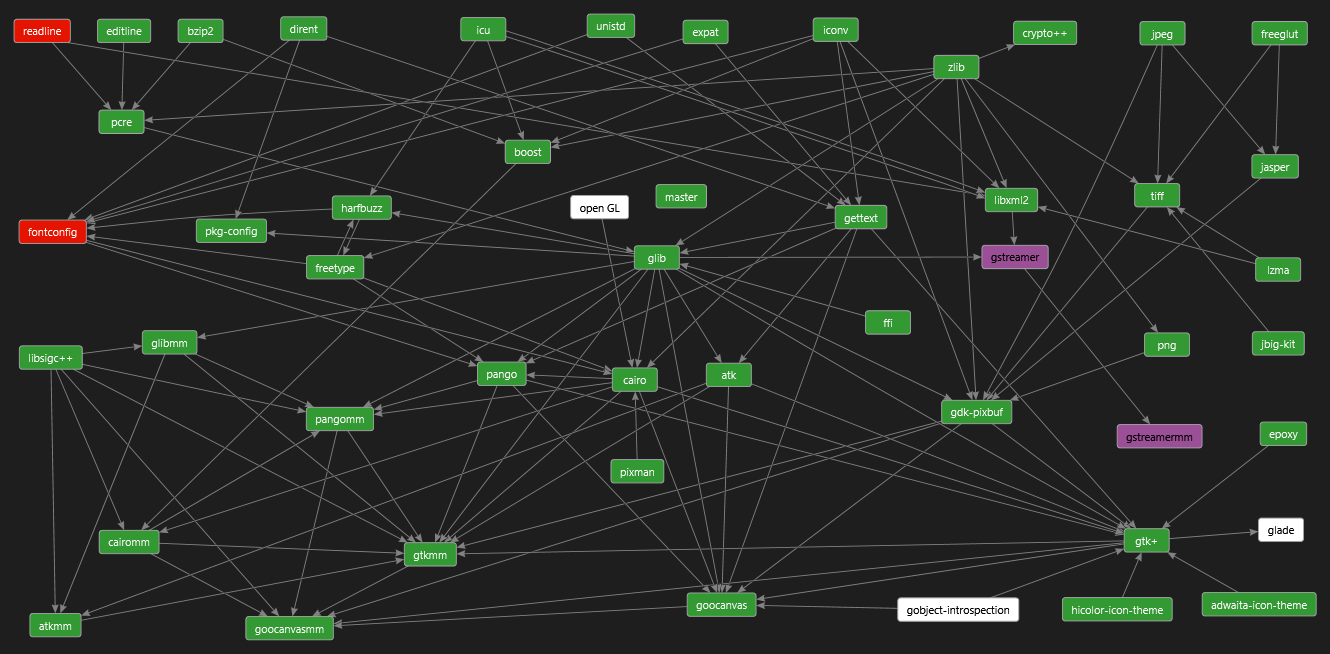 readline
editline
bzip2
dirent
icu
unistd
expat
iconv
crypto++
jpeg
freeglut
zlib
pcre
boost
jasper
master
libxml2
tiff
harfbuzz
open GL
gettext
fontconfig
pkg-config
glib
gstreamer
freetype
lzma
ffi
libsigc++
glibmm
png
jbig-kit
pango
cairo
atk
pangomm
gdk-pixbuf
gstreamermm
epoxy
pixman
cairomm
gtkmm
gtk+
glade
atkmm
goocanvasmm
goocanvas
gobject-introspection
hicolor-icon-theme
adwaita-icon-theme